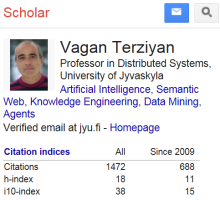 Scholar
Vagan Terziyan
Professor in Distributed Systems,
University of Jyvaskyla
Artificial Intelligence, Semantic
Web, Knowledge Engineering, Data Mining,
Agents
Verified email at jyu.fi - Homepage
Citation indices All Since 2009
Citations 1472 688
h-index 18 11
i10-index 38 15